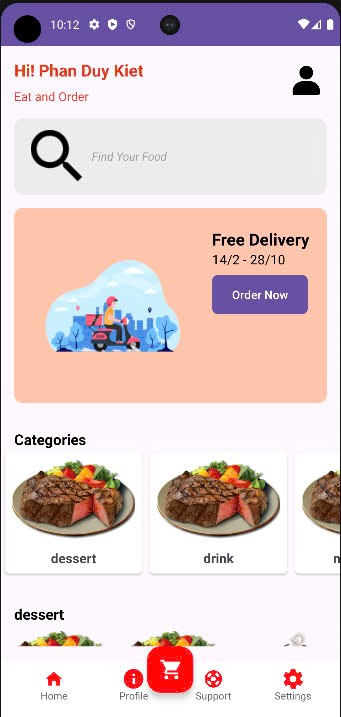 10:12
Hi! Phan Duy Kiet
Eat and Order
Find Your Food
Free Delivery
14/2 - 28/10
Order Now
Categories
dessert
drink
dessert
Home
Profile
Support
Settings